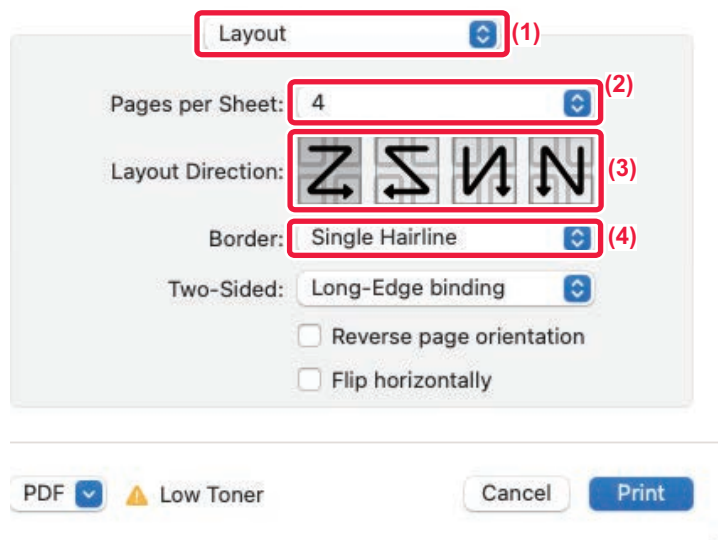 Layout (1)
Pages per Sheet: 4 (2)
Layout Direction: (3)
Border: Single Hairline (4)
Two-Sided: Long-Edge binding
Reverse page orientation
Flip horizontally
PDF Low Toner Cancel Print